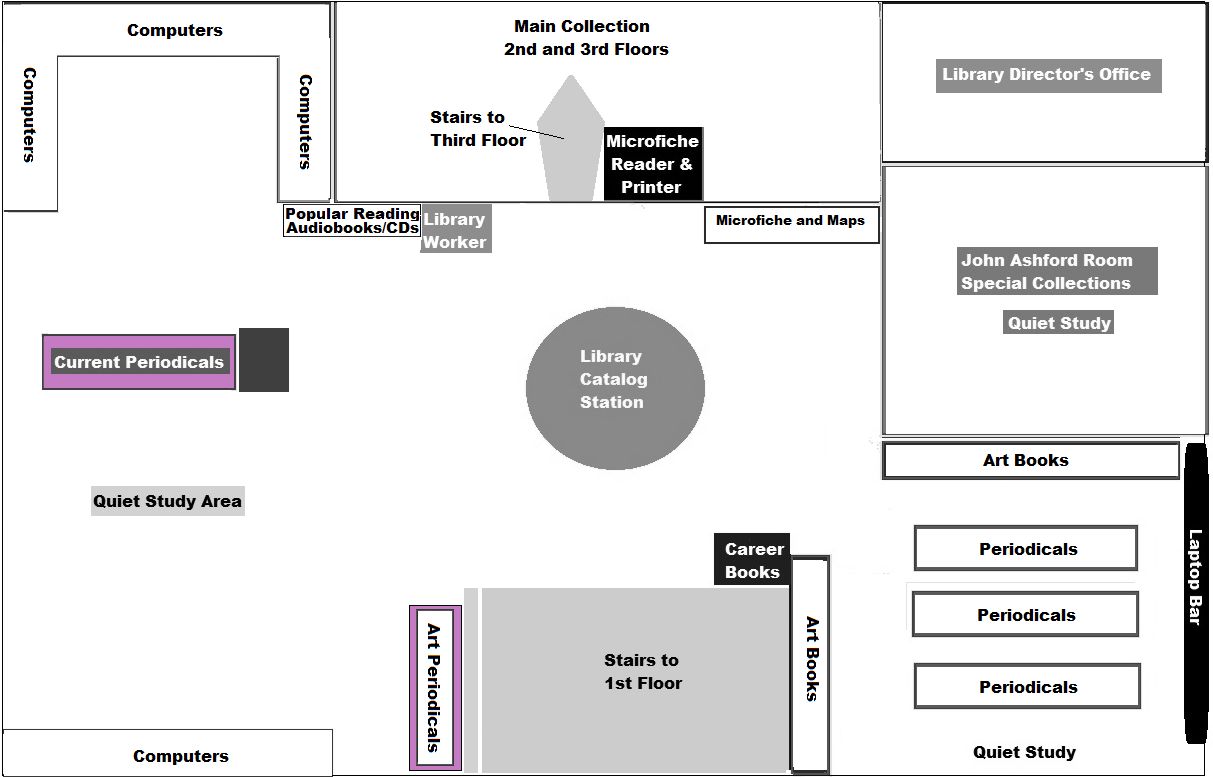 Computers
Computers
Computers
Main Collection
2nd and 3rd Floors
Stairs to
Third Floor
Microfiche
Reader &
Printer
Library Director's Office
Popular Reading
Audiobooks/CDs
Library
Worker
Microfiche and Maps
John Ashford Room
Special Collections
Quiet Study
Current Periodicals
Library
Catalog
Station
Quiet Study Area
Art Books
Career
Books
Periodicals
Periodicals
Periodicals
Laptop Bar
Art Periodicals
Stairs to
1st Floor
Art Books
Computers
Quiet Study